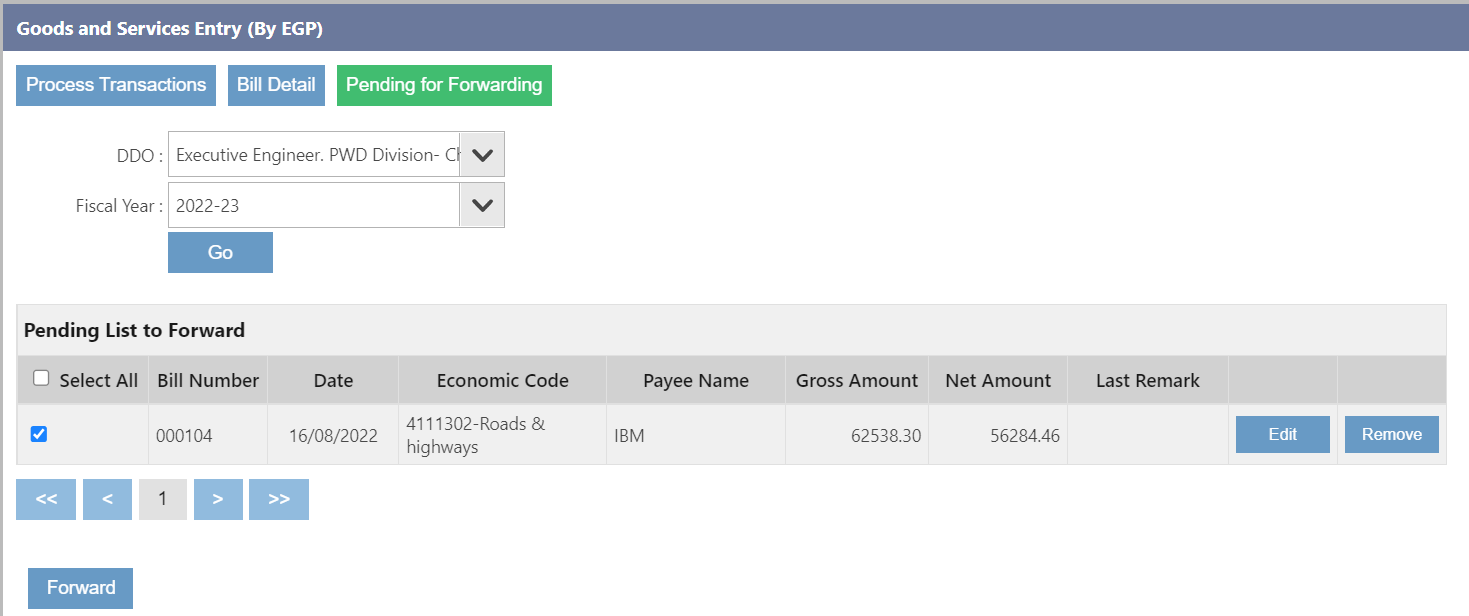 Goods and Services Entry (By EGP)
Process Transactions Bill Detail Pending for Forwarding
DDO : Executive Engineer. PWD Division- Ch
Fiscal Year : 2022-23
Go
Pending List to Forward
Select All Bill Number Date Economic Code Payee Name Gross Amount Net Amount Last Remark
000104 16/08/2022 4111302-Roads & highways IBM 62538.30 56284.46 Edit Remove
<< < 1 > >>
Forward